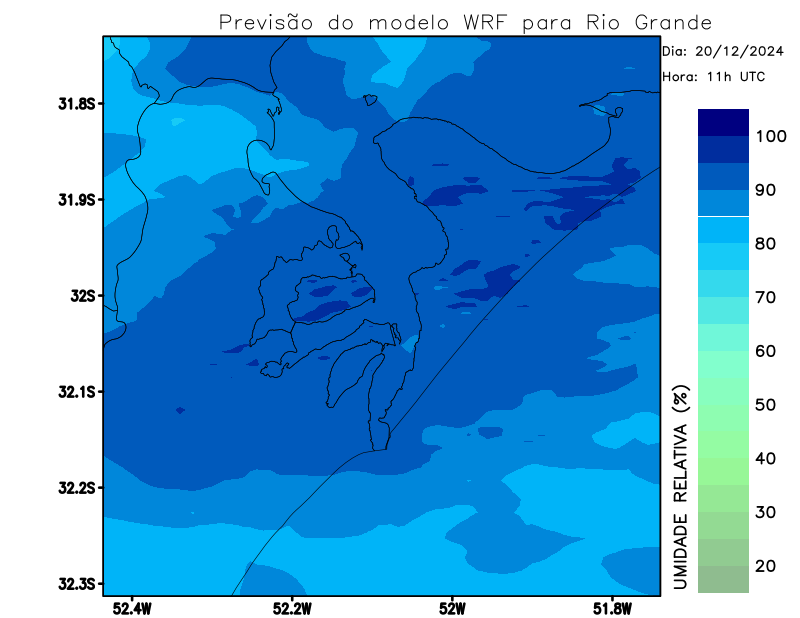 Previsão do modelo WRF para Rio Grande
Dia: 20/12/2024
Hora: 11h UTC
31.8S
31.9S
32S
32.1S
32.2S
32.3S
52.4W
52.2W
52W
51.8W
100
90
80
70
60
50
40
30
20
UMIDADE RELATIVA (%)